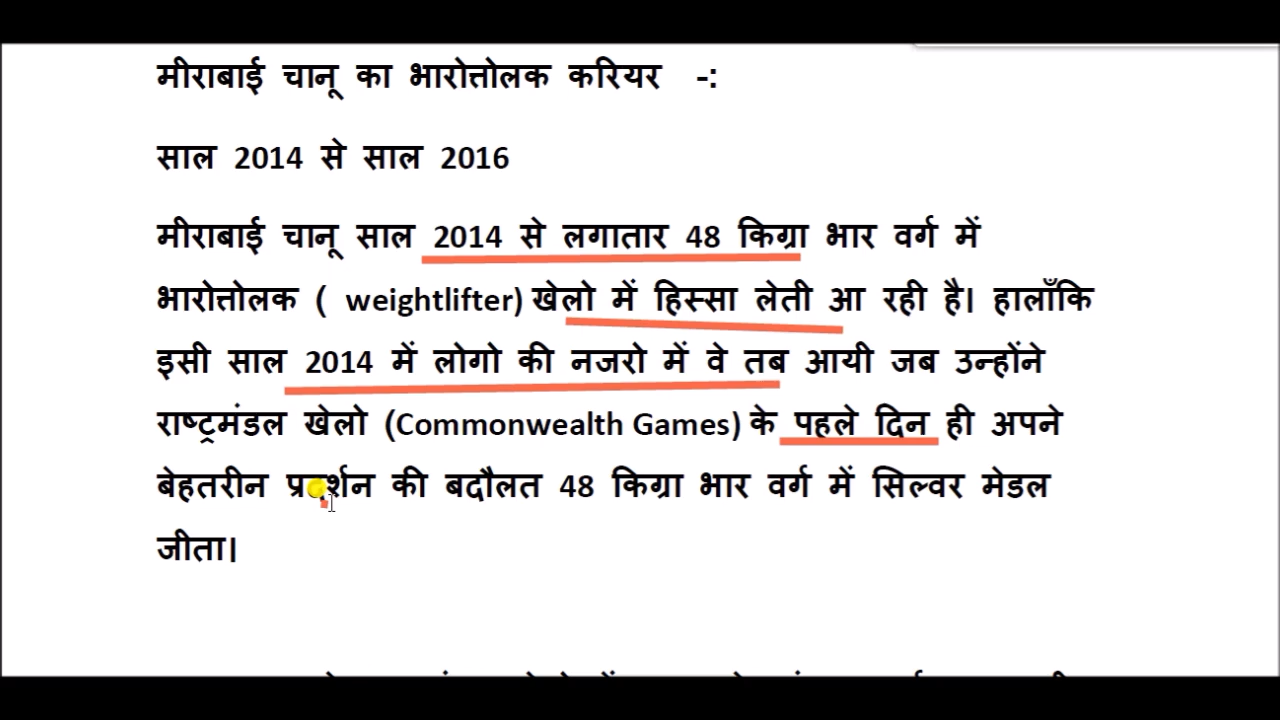 मीराबाई चानू का भारोत्तोलक करियर -:
साल 2014 से साल 2016
मीराबाई चानू साल 2014 से लगातार 48 किग्रा भार वर्ग में
भारोत्तोलक ( weightlifter) खेलो में हिस्सा लेती आ रही है। हालाँकि
इसी साल 2014 में लोगो की नजरो में वे तब आयी जब उन्होंने
राष्ट्रमंडल खेलो (Commonwealth Games) के पहले दिन ही अपने
बेहतरीन प्रदर्शन की बदौलत 48 किग्रा भार वर्ग में सिल्वर मेडल
जीता।